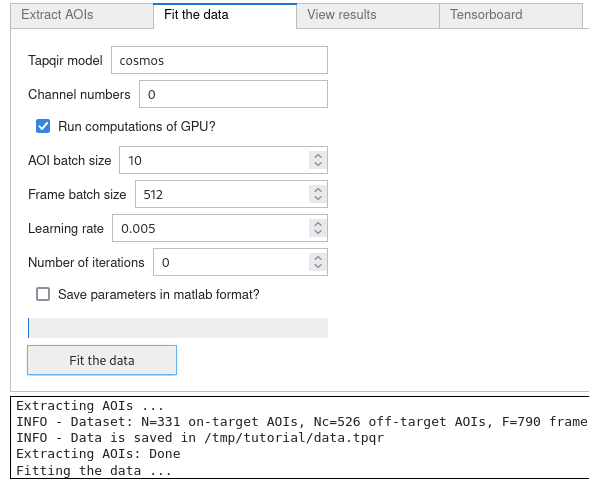 Extract AOIs Fit the data View results Tensorboard
Tapqir model cosmos
Channel numbers 0
Run computations of GPU?
AOI batch size 10
Frame batch size 512
Learning rate 0.005
Number of iterations 0
Save parameters in matlab format?
Fit the data
Extracting AOIs ...
INFO - Dataset: N=331 on-target AOIs, Nc=526 off-target AOIs, F=790 frame
INFO - Data is saved in /tmp/tutorial/data.tpqr
Extracting AOIs: Done
Fitting the data ...